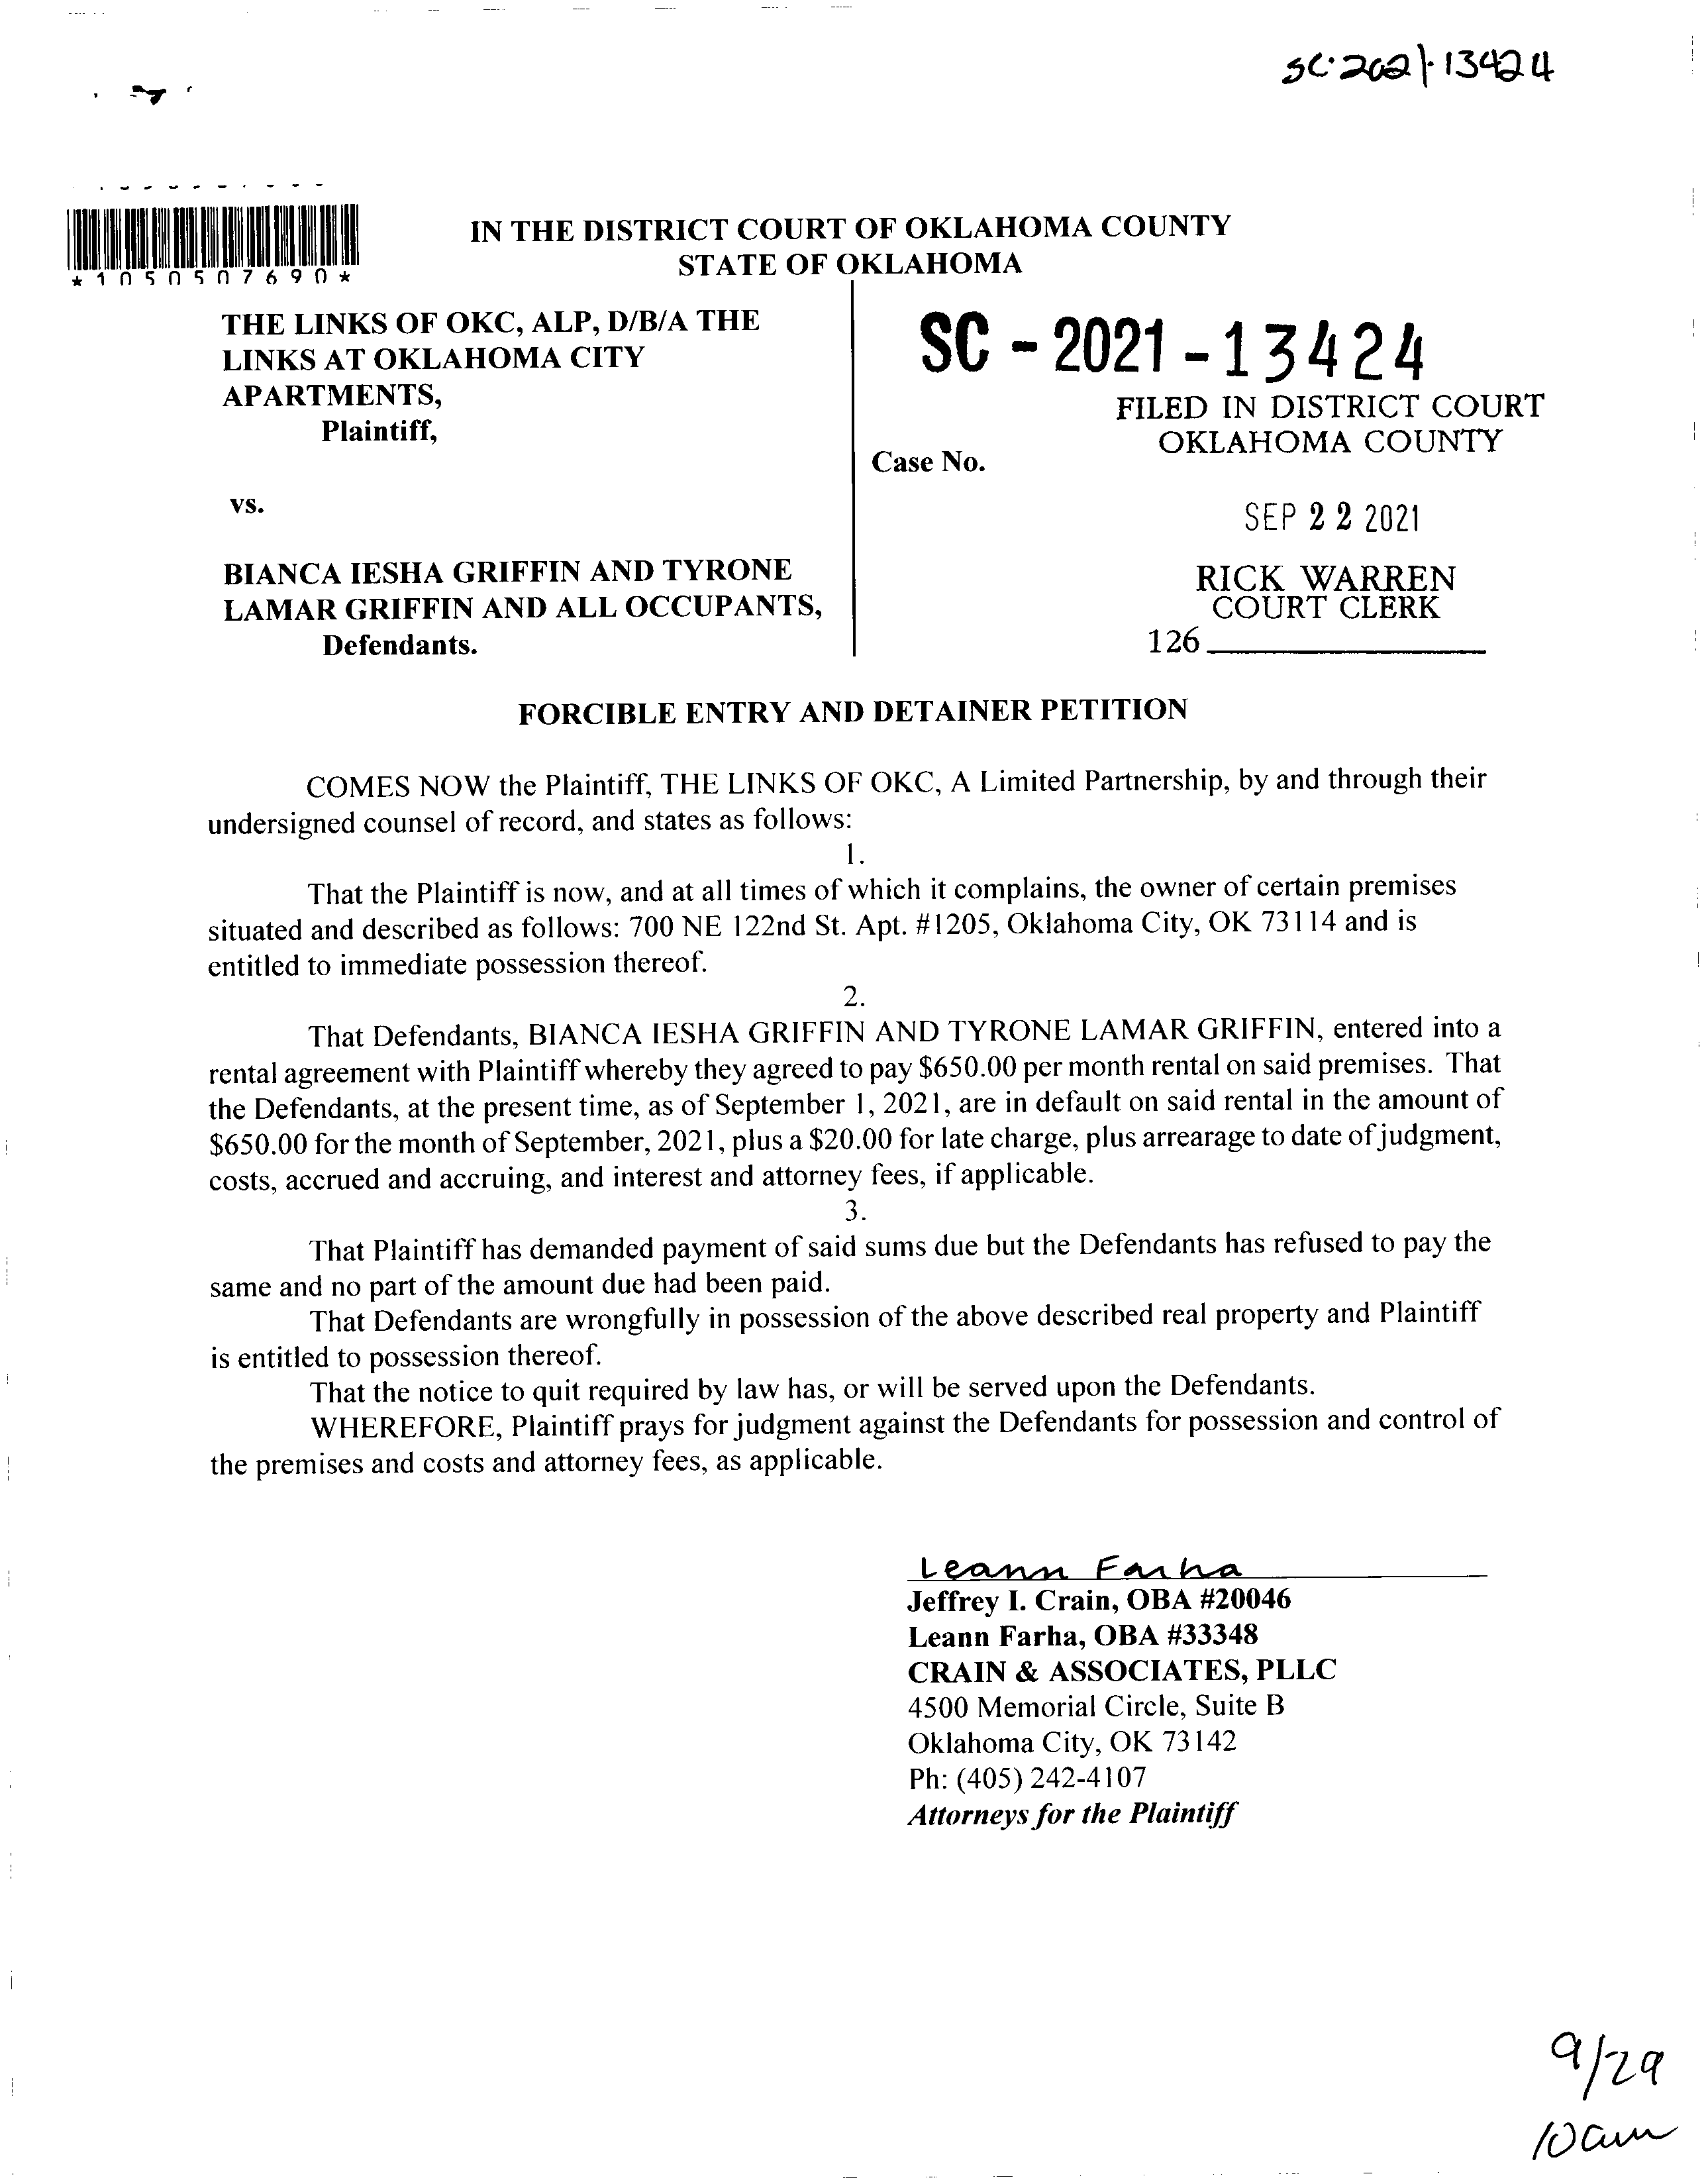 SC-2021-13424
*1050507690*
IN THE DISTRICT COURT OF OKLAHOMA COUNTY
STATE OF OKLAHOMA
THE LINKS OF OKC, ALP, D/B/A THE
LINKS AT OKLAHOMA CITY
APARTMENTS,
Plaintiff,
vs.
BIANCA IESHA GRIFFIN AND TYRONE
LAMAR GRIFFIN AND ALL OCCUPANTS,
Defendants.
SC - 2021 - 13424
FILED IN DISTRICT COURT
OKLAHOMA COUNTY
Case No.
SEP 22 2021
RICK WARREN
COURT CLERK
126
FORCIBLE ENTRY AND DETAINER PETITION
COMES NOW the Plaintiff, THE LINKS OF OKC, A Limited Partnership, by and through their
undersigned counsel of record, and states as follows:
1.
That the Plaintiff is now, and at all times of which it complains, the owner of certain premises
situated and described as follows: 700 NE 122nd St. Apt. #1205, Oklahoma City, OK 73114 and is
entitled to immediate possession thereof.
2.
That Defendants, BIANCA IESHA GRIFFIN AND TYRONE LAMAR GRIFFIN, entered into a
rental agreement with Plaintiff whereby they agreed to pay $650.00 per month rental on said premises. That
the Defendants, at the present time, as of September 1, 2021, are in default on said rental in the amount of
$650.00 for the month of September, 2021, plus a $20.00 for late charge, plus arrearage to date of judgment,
costs, accrued and accruing, and interest and attorney fees, if applicable.
3.
That Plaintiff has demanded payment of said sums due but the Defendants has refused to pay the
same and no part of the amount due had been paid.
That Defendants are wrongfully in possession of the above described real property and Plaintiff
is entitled to possession thereof.
That the notice to quit required by law has, or will be served upon the Defendants.
WHEREFORE, Plaintiff prays for judgment against the Defendants for possession and control of
the premises and costs and attorney fees, as applicable.
Leann Farha
Jeffrey I. Crain, OBA #20046
Leann Farha, OBA #33348
CRAIN & ASSOCIATES, PLLC
4500 Memorial Circle, Suite B
Oklahoma City, OK 73142
Ph: (405) 242-4107
Attorneys for the Plaintiff
9/29
10am